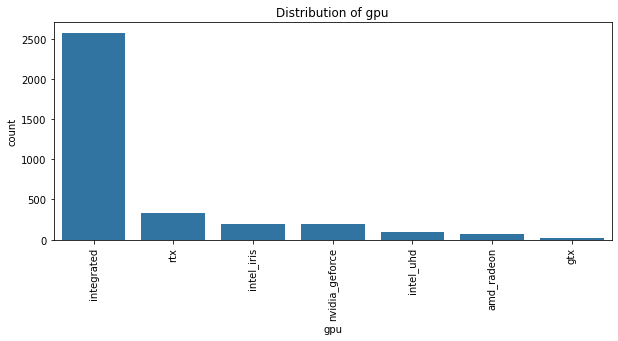 Distribution of gpu
count
2500
2000
1500
1000
500
0
integrated
rtx
intel_iris
nvidia_geforce
intel_uhd
amd_radeon
gtx
gpu